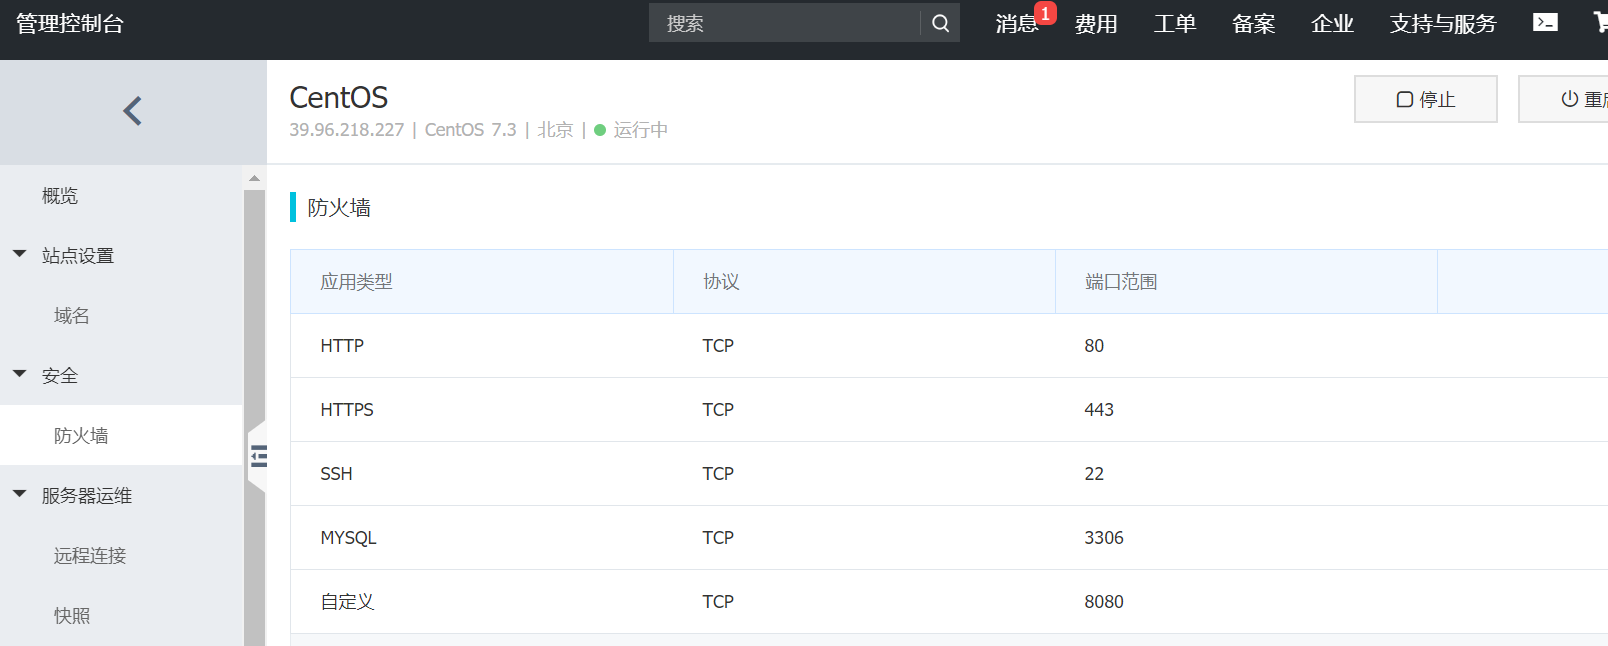 管理控制台
搜索
消息 1 费用 工单 备案 企业 支持与服务
CentOS
39.96.218.227 | CentOS 7.3 | 北京 | 运行中
停止
概览
站点设置
域名
安全
防火墙
服务器运维
远程连接
快照
防火墙
应用类型 协议 端口范围
HTTP TCP 80
HTTPS TCP 443
SSH TCP 22
MYSQL TCP 3306
自定义 TCP 8080